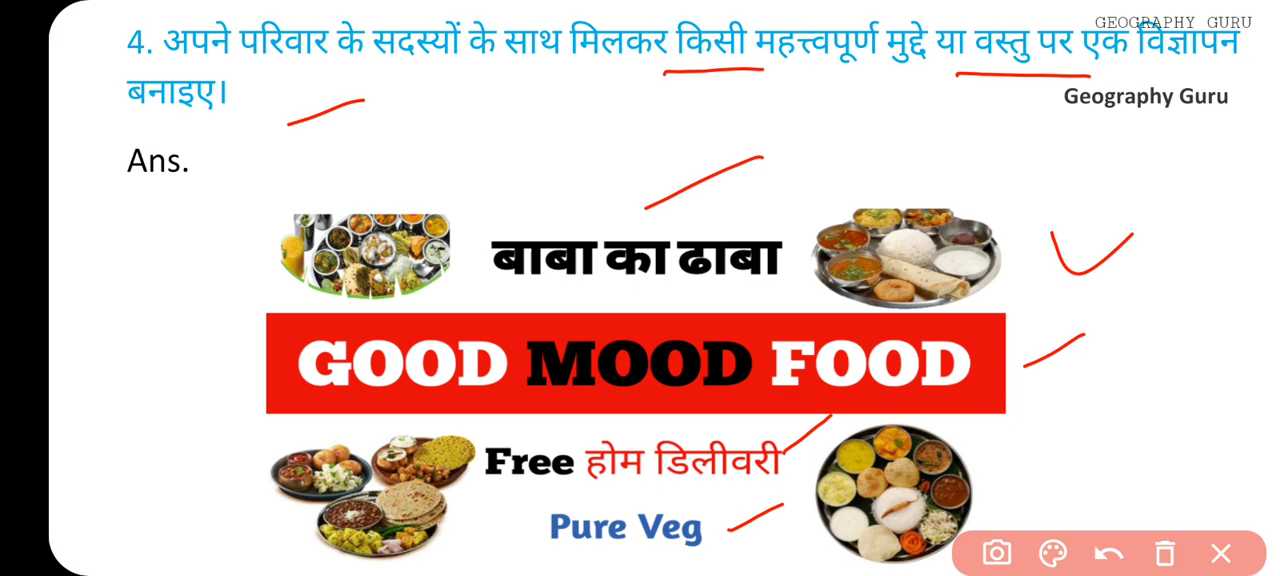 GEOGRAPHY GURU
4. अपने परिवार के सदस्यों के साथ मिलकर किसी महत्त्वपूर्ण मुद्दे या वस्तु पर एक विज्ञापन
बनाइए।
Geography Guru
Ans.
बाबा का ढाबा
GOOD MOOD FOOD
Free होम डिलीवरी
Pure Veg